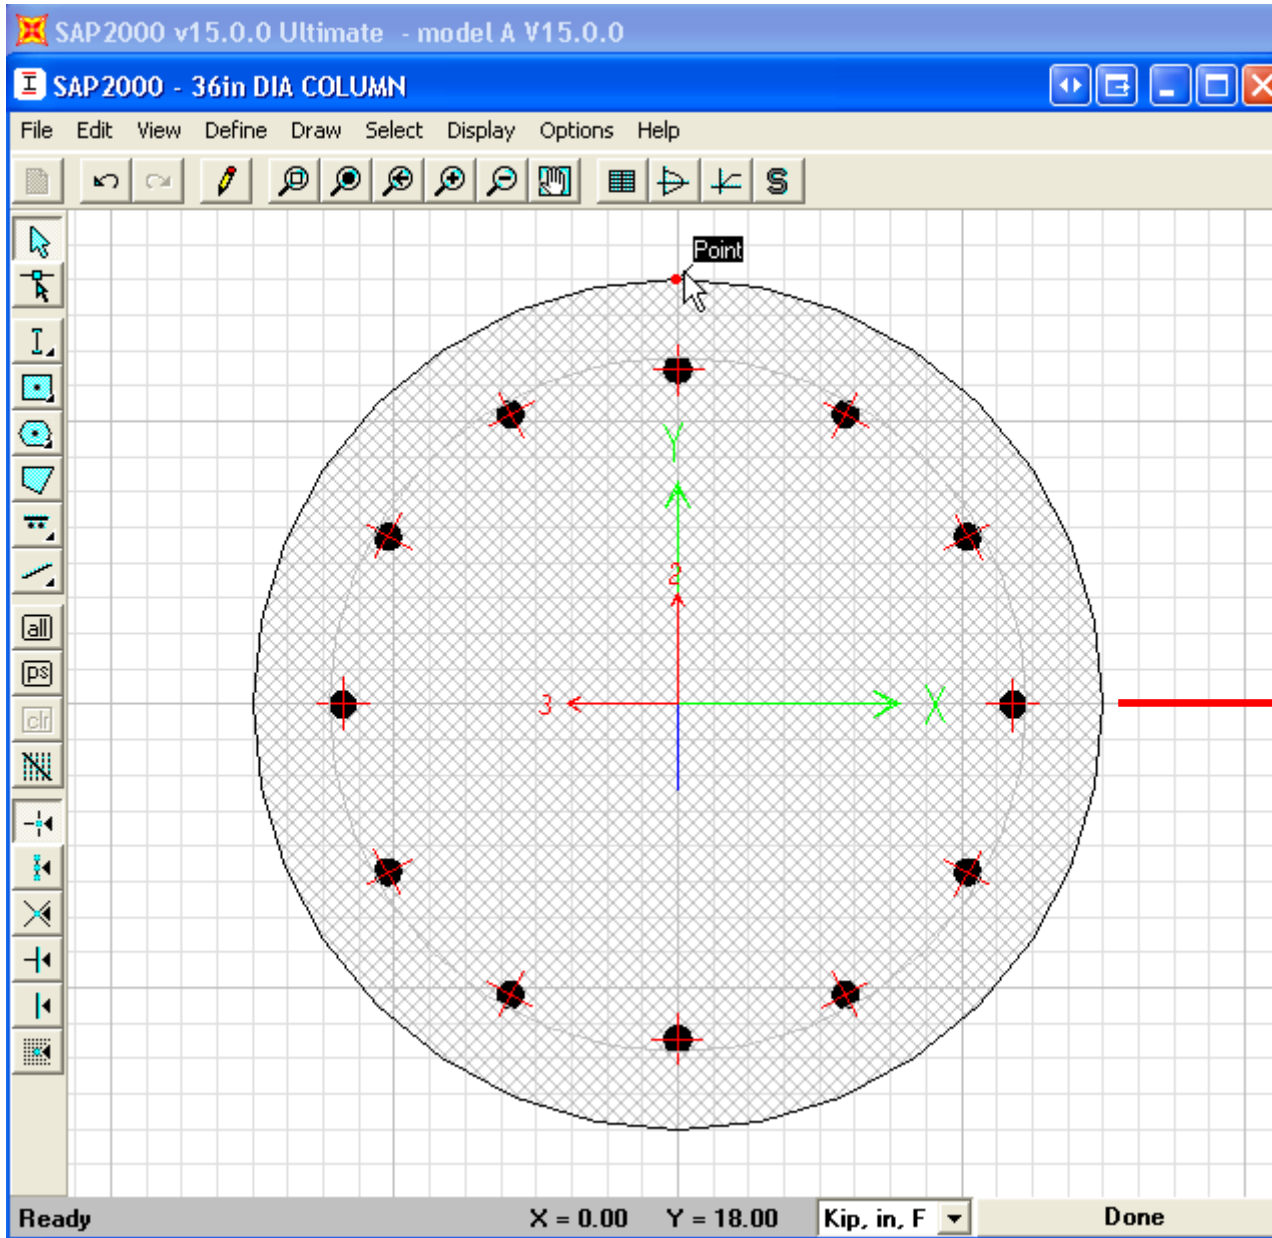 SAP2000 v15.0.0 Ultimate - model A V15.0.0
SAP2000 - 36in DIA COLUMN
File Edit View Define Draw Select Display Options Help
Point
Y
2
3
X
all
ps
clr
Ready X = 0.00 Y = 18.00 Kip, in, F Done